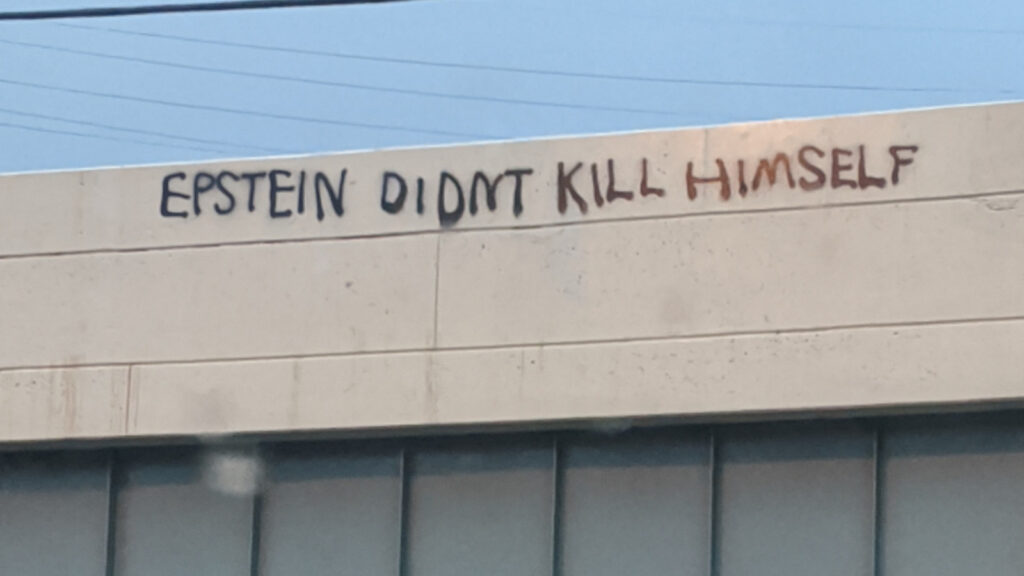 EPSTEIN DIDNT KILL HIMSELF